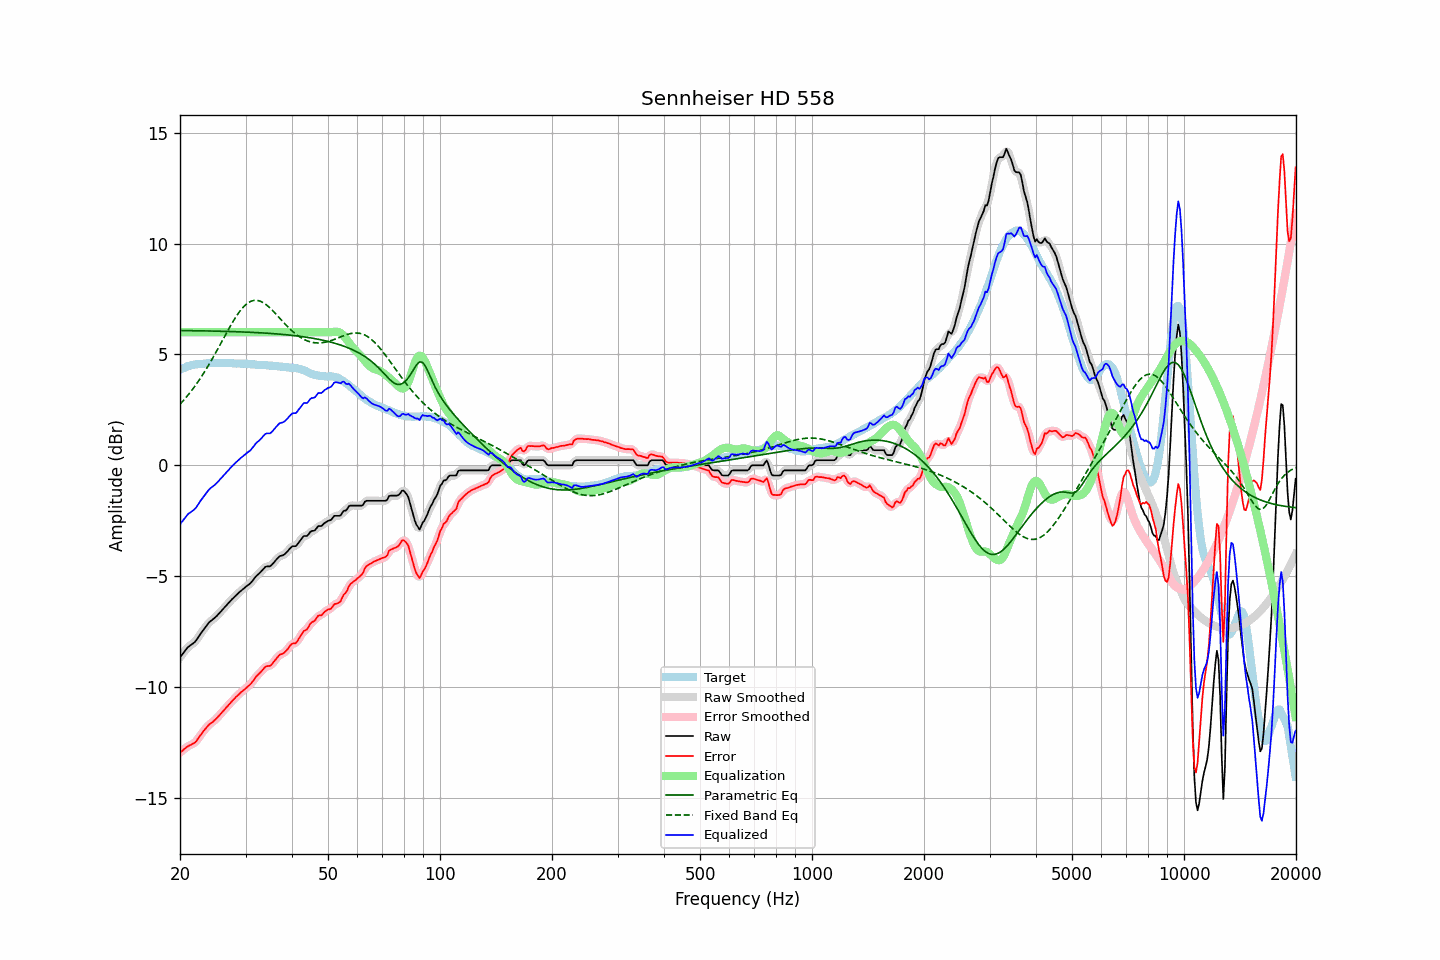 Sennheiser HD 558
Amplitude (dBr)
15
10
5
0
−5
−10
−15
Target
Raw Smoothed
Error Smoothed
Raw
Error
Equalization
Parametric Eq
Fixed Band Eq
Equalized
20 50 100 200 500 1000 2000 5000 10000 20000
Frequency (Hz)